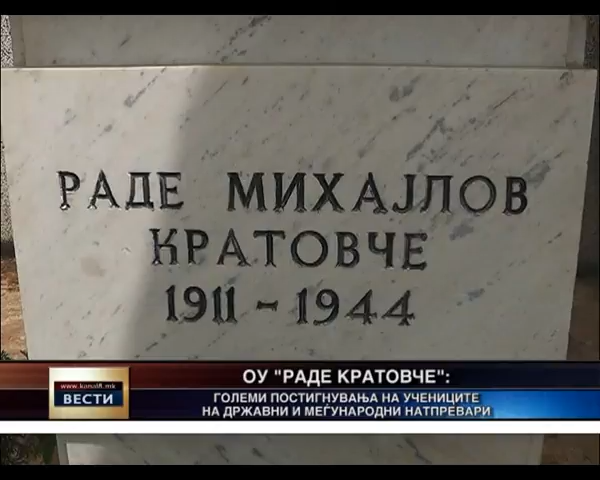 РАДЕ МИХАЈЛОВ
КРАТОВЧЕ
1911 - 1944
ОУ "РАДЕ КРАТОВЧЕ":
www.kanal8.mk
ВЕСТИ
ГОЛЕМИ ПОСТИГНУВАЊА НА УЧЕНИЦИТЕ
НА ДРЖАВНИ И МЕЃУНАРОДНИ НАТПРЕВАРИ